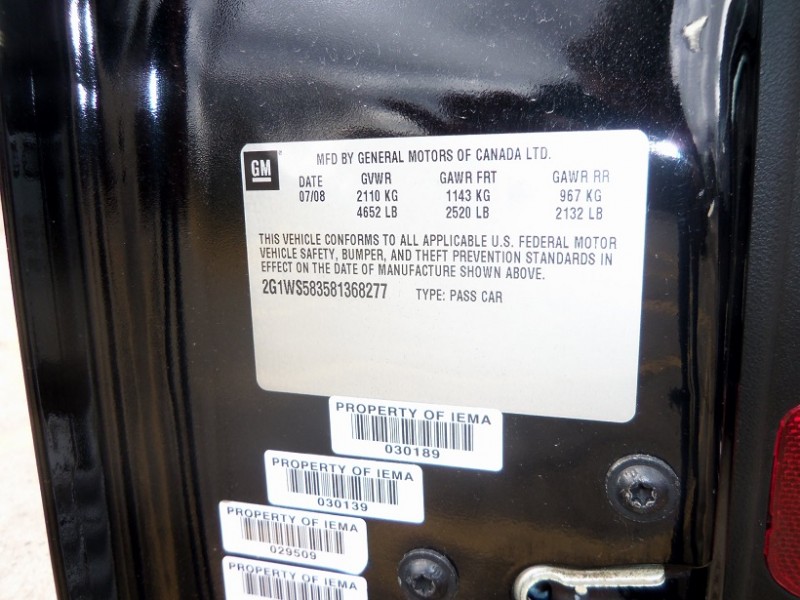 GM
MFD BY GENERAL MOTORS OF CANADA LTD.
DATE GVWR GAWR FRT GAWR RR
07/08 2110 KG 1143 KG 967 KG
4652 LB 2520 LB 2132 LB
THIS VEHICLE CONFORMS TO ALL APPLICABLE U.S. FEDERAL MOTOR
VEHICLE SAFETY, BUMPER, AND THEFT PREVENTION STANDARDS IN
EFFECT ON THE DATE OF MANUFACTURE SHOWN ABOVE.
2G1WS583581368277 TYPE: PASS CAR
PROPERTY OF IEMA
030189
PROPERTY OF IEMA
030139
PROPERTY OF IEMA
029509
PROPERTY OF IEMA